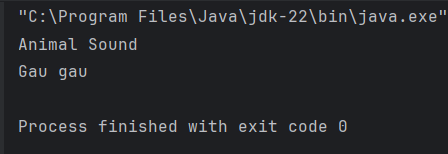 "C:\Program Files\Java\jdk-22\bin\java.exe"
Animal Sound
Gau gau
Process finished with exit code 0